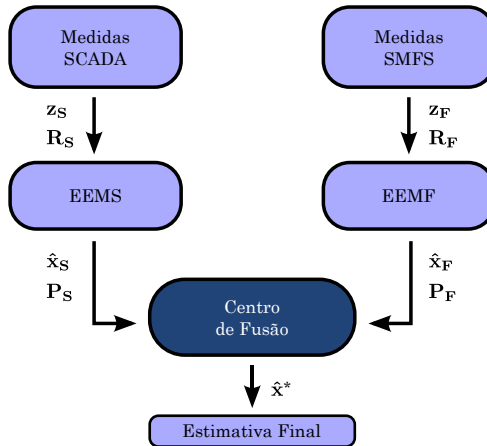 Medidas
SCADA
Medidas
SMFS
z_S
R_S
z_F
R_F
EEMS
EEMF
x̂_S
P_S
x̂_F
P_F
Centro
de Fusão
x̂*
Estimativa Final